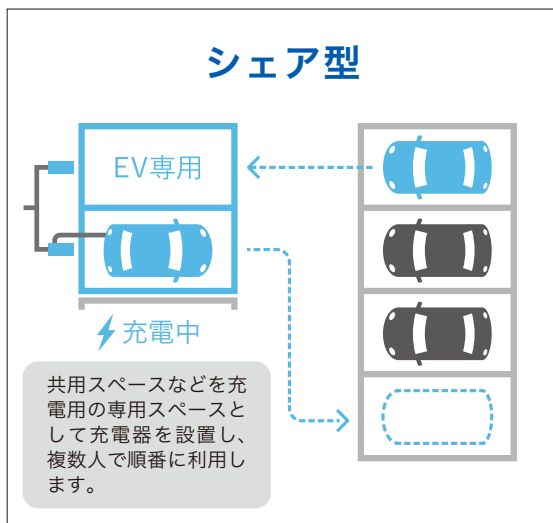 シェア型
EV専用
充電中
共用スペースなどを充
電用の専用スペースと
して充電器を設置し、
複数人で順番に利用し
ます。